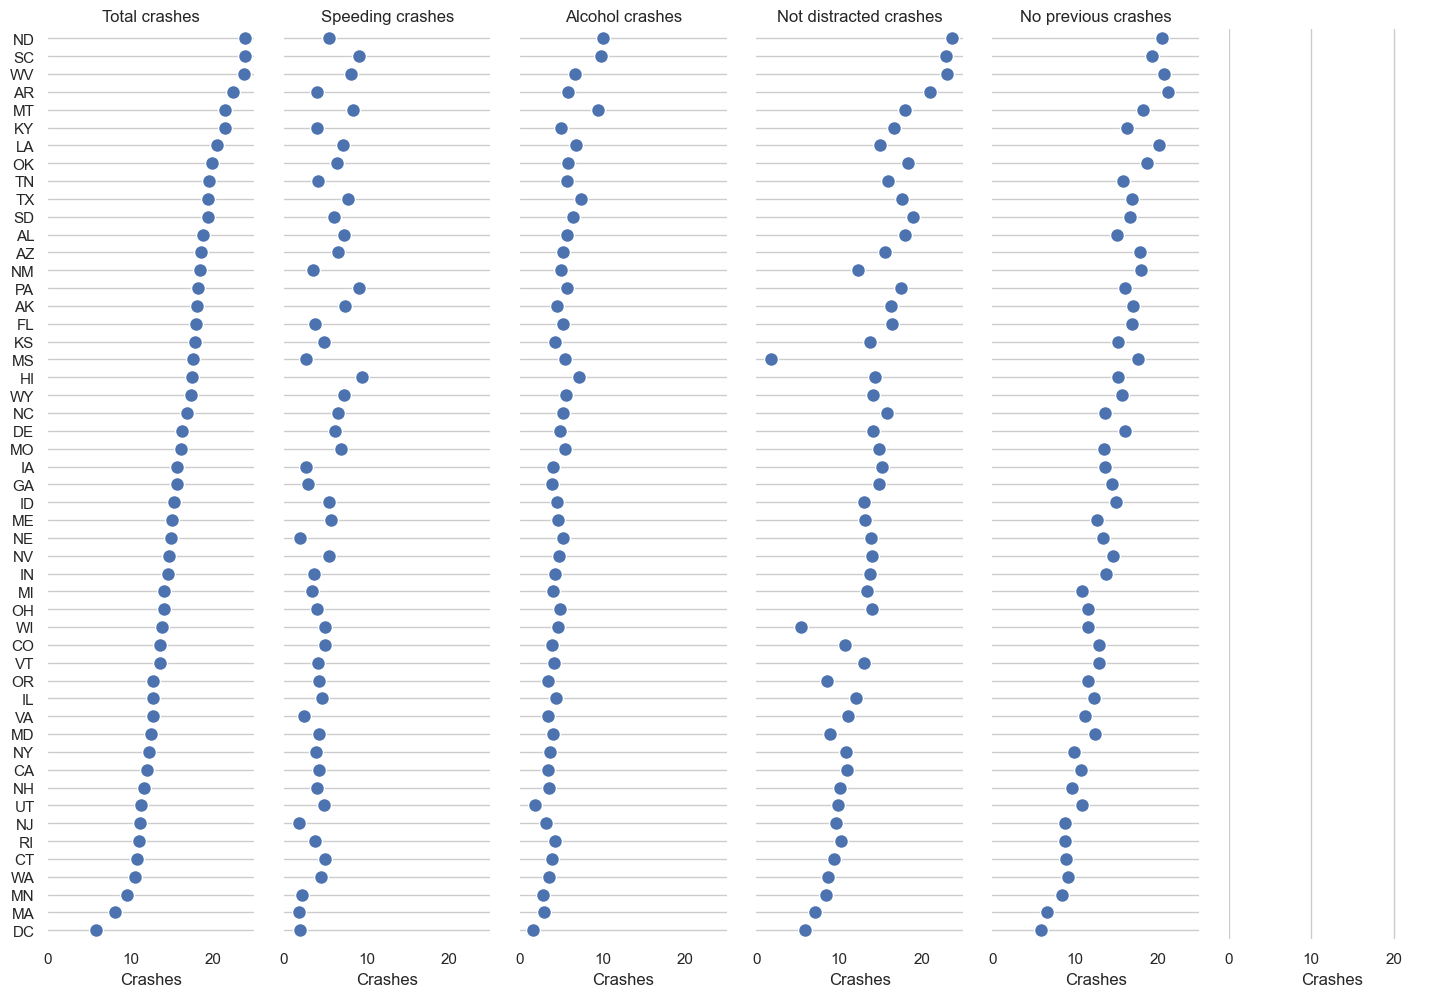 Total crashes Speeding crashes Alcohol crashes Not distracted crashes No previous crashes
ND
SC
WV
AR
MT
KY
LA
OK
TN
TX
SD
AL
AZ
NM
PA
AK
FL
KS
MS
HI
WY
NC
DE
MO
IA
GA
ID
ME
NE
NV
IN
MI
OH
WI
CO
VT
OR
IL
VA
MD
NY
CA
NH
UT
NJ
RI
CT
WA
MN
MA
DC
0 10 20 0 10 20 0 10 20 0 10 20 0 10 20 0 10 20
Crashes Crashes Crashes Crashes Crashes Crashes